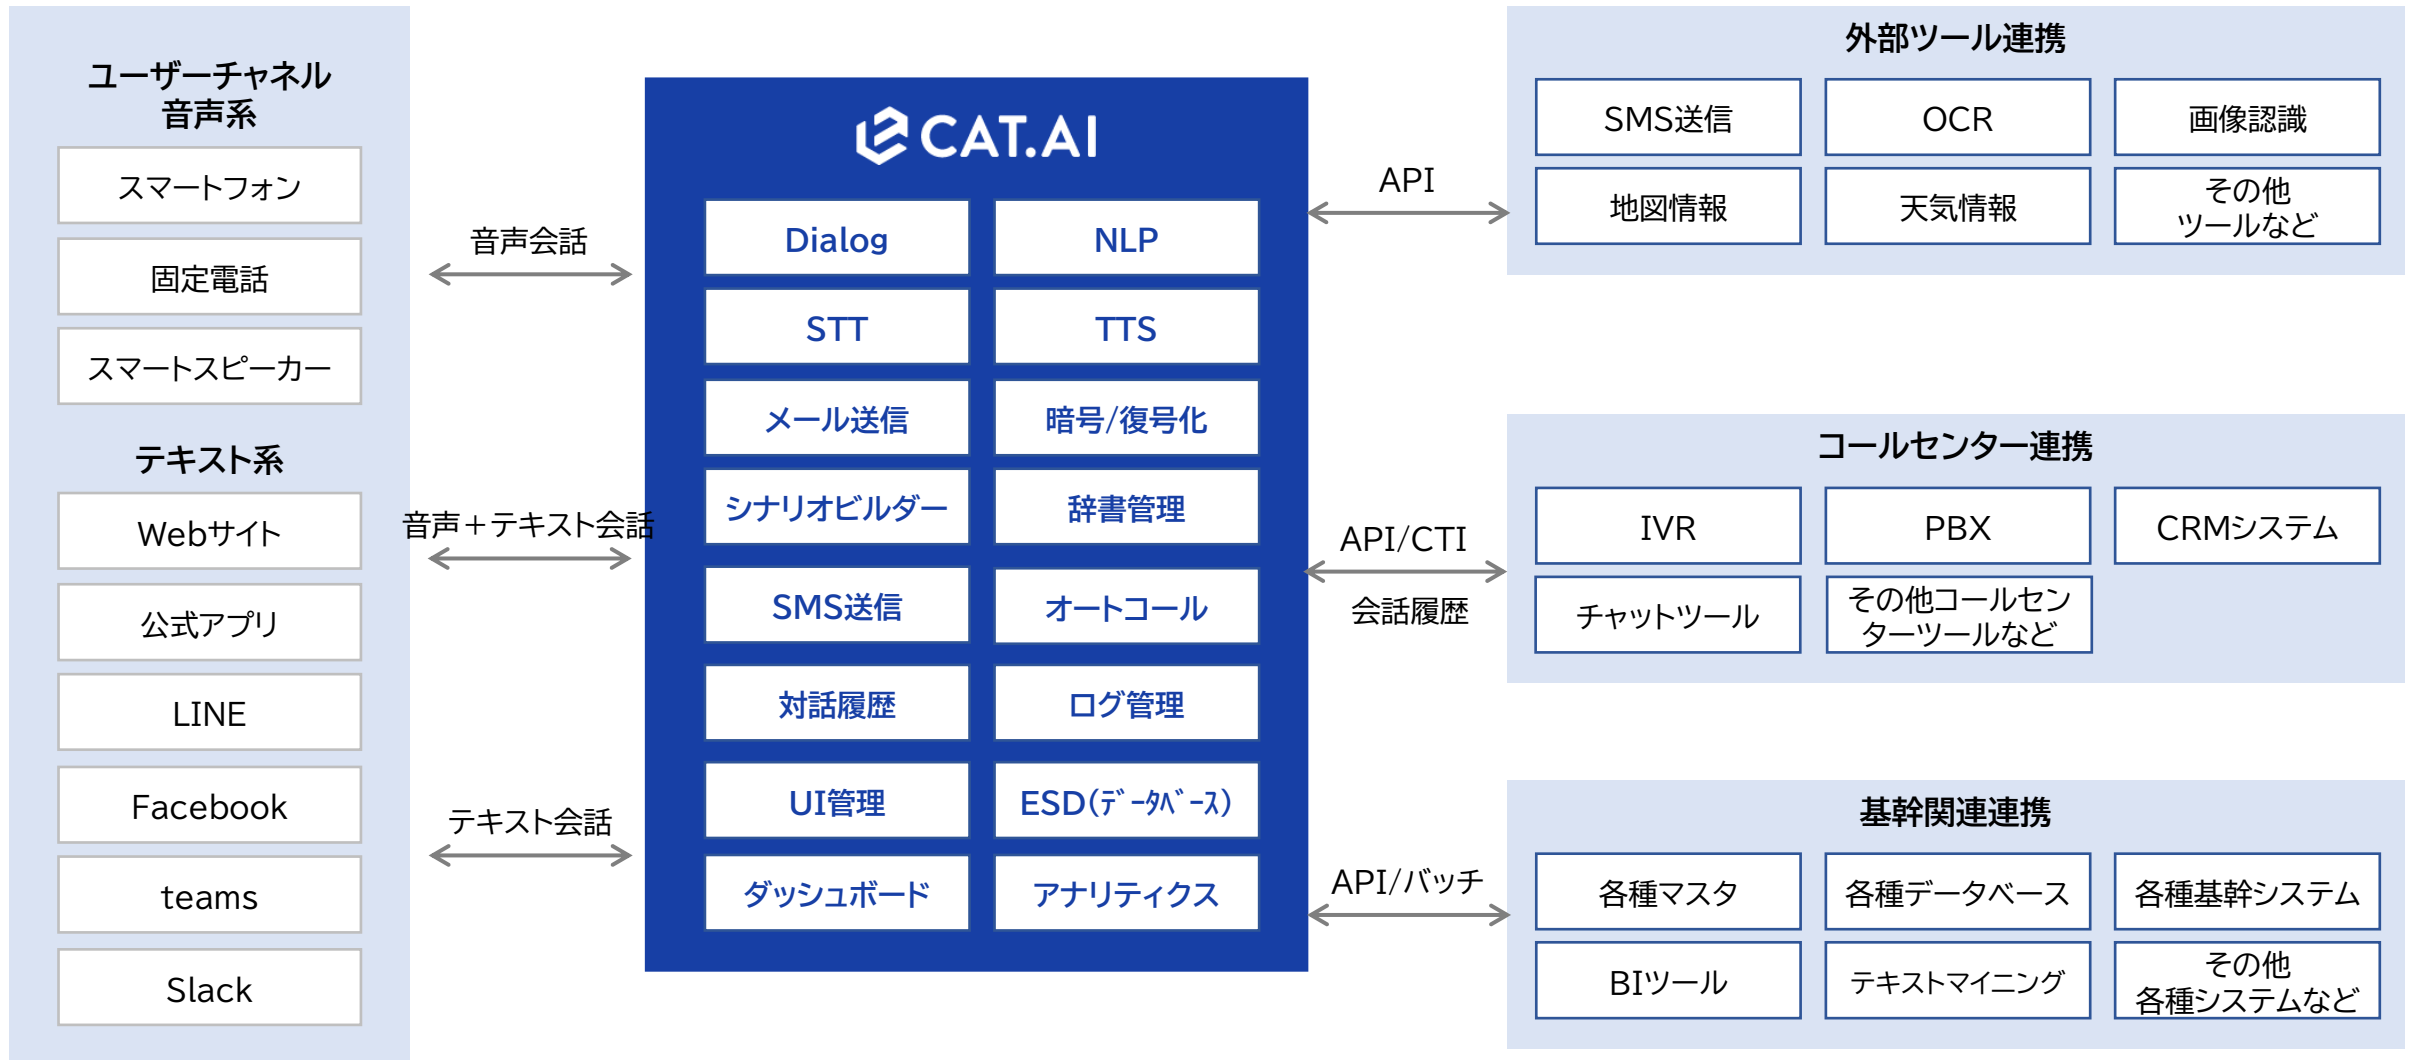 ユーザーチャネル
音声系
スマートフォン
固定電話
スマートスピーカー
テキスト系
Webサイト
公式アプリ
LINE
Facebook
teams
Slack
音声会話
音声＋テキスト会話
テキスト会話
CAT.AI
Dialog
NLP
STT
TTS
メール送信
暗号/復号化
シナリオビルダー
辞書管理
SMS送信
オートコール
対話履歴
ログ管理
UI管理
ESD(ﾃﾞｰﾀﾍﾞｰｽ)
ダッシュボード
アナリティクス
API
API/CTI
会話履歴
API/バッチ
外部ツール連携
SMS送信
OCR
画像認識
地図情報
天気情報
その他
ツールなど
コールセンター連携
IVR
PBX
CRMシステム
チャットツール
その他コールセン
ターツールなど
基幹関連連携
各種マスタ
各種データベース
各種基幹システム
BIツール
テキストマイニング
その他
各種システムなど